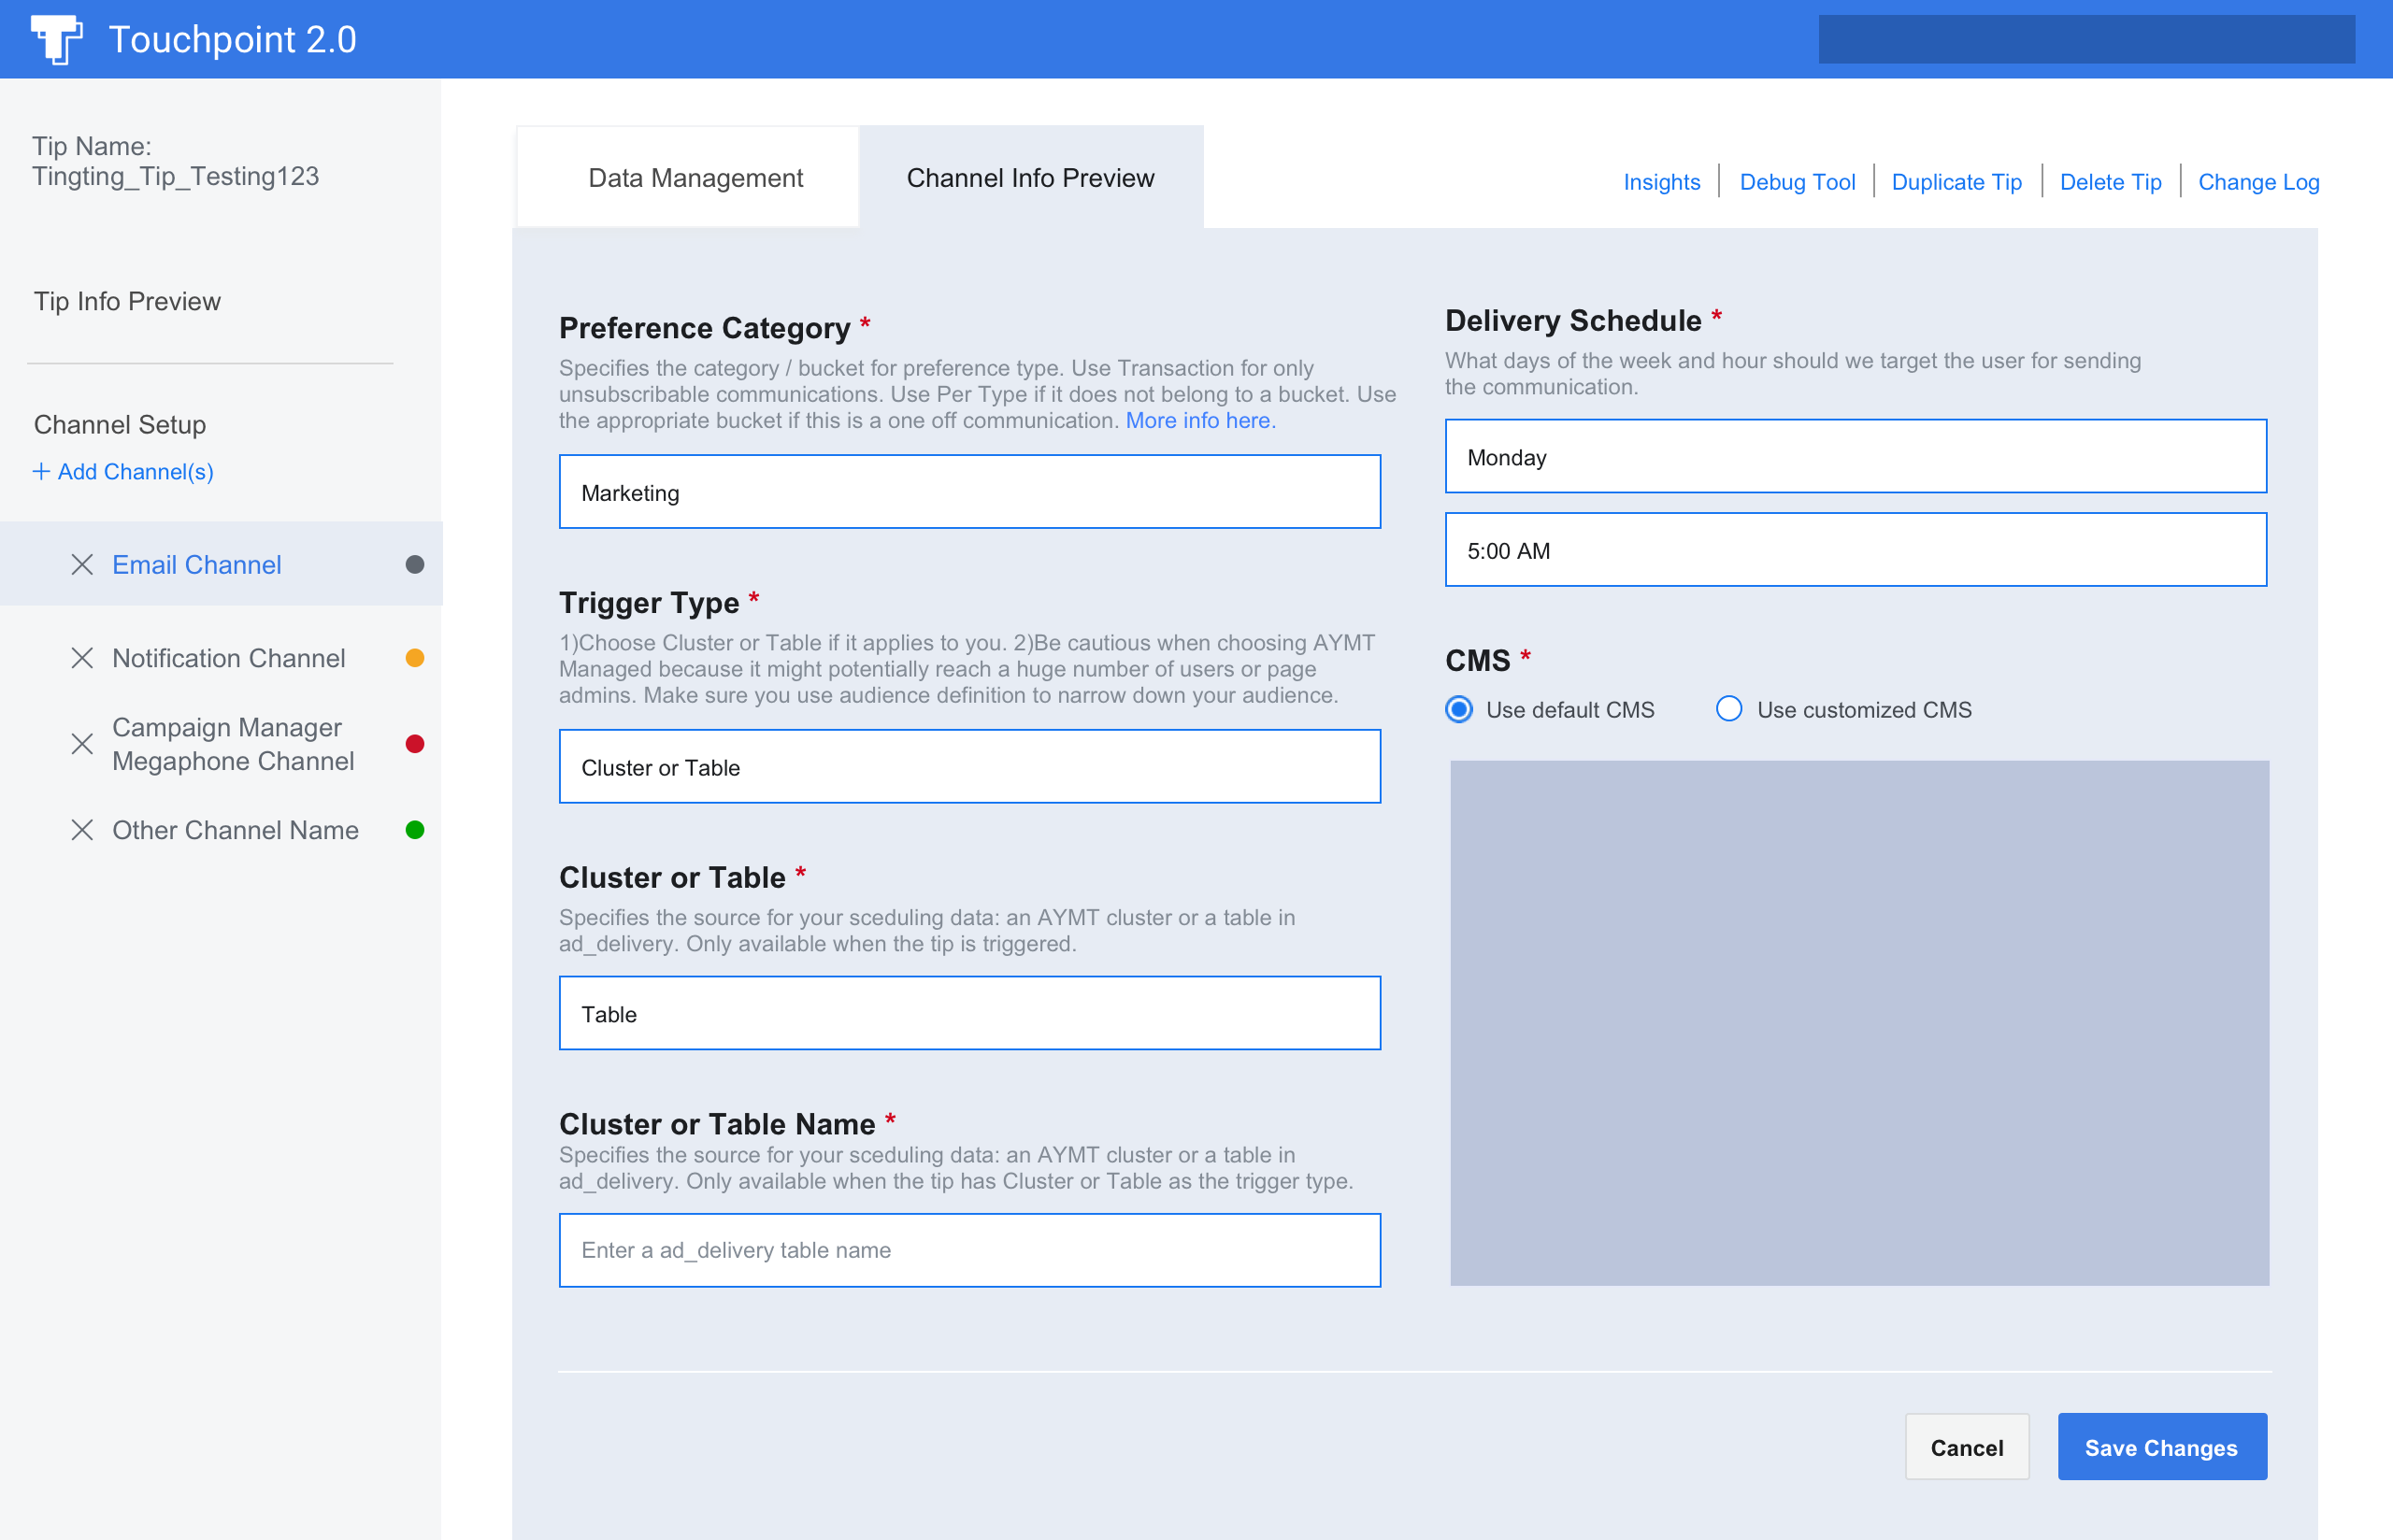 Touchpoint 2.0
Tip Name:
Tingting_Tip_Testing123
Tip Info Preview
Channel Setup
+ Add Channel(s)
Email Channel
Notification Channel
Campaign Manager
Megaphone Channel
Other Channel Name
Data Management
Channel Info Preview
Insights
Debug Tool
Duplicate Tip
Delete Tip
Change Log
Preference Category *
Specifies the category / bucket for preference type. Use Transaction for only
unsubscribable communications. Use Per Type if it does not belong to a bucket. Use
the appropriate bucket if this is a one off communication. More info here.
Marketing
Trigger Type *
1)Choose Cluster or Table if it applies to you. 2)Be cautious when choosing AYMT
Managed because it might potentially reach a huge number of users or page
admins. Make sure you use audience definition to narrow down your audience.
Cluster or Table
Cluster or Table *
Specifies the source for your sceduling data: an AYMT cluster or a table in
ad_delivery. Only available when the tip is triggered.
Table
Cluster or Table Name *
Specifies the source for your sceduling data: an AYMT cluster or a table in
ad_delivery. Only available when the tip has Cluster or Table as the trigger type.
Enter a ad_delivery table name
Delivery Schedule *
What days of the week and hour should we target the user for sending
the communication.
Monday
5:00 AM
CMS *
Use default CMS
Use customized CMS
Cancel
Save Changes